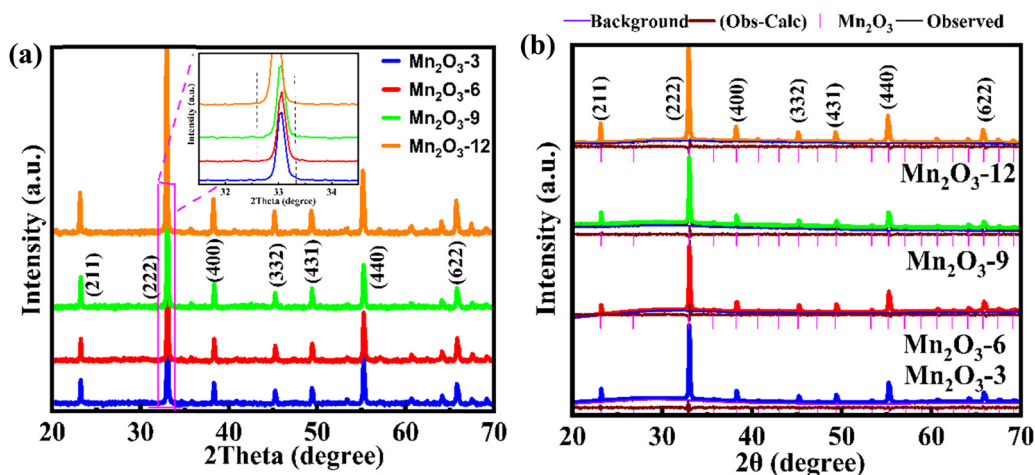 (a)
Mn₂O₃-3
Mn₂O₃-6
Mn₂O₃-9
Mn₂O₃-12
Intensity (a.u.)
31 32 33 34
2Theta (degree)
(211) (222) (400) (332) (431) (440) (622)
Intensity (a.u.)
20 30 40 50 60 70
2Theta (degree)
Background (Obs-Calc) Mn₂O₃ Observed
(b)
(211) (222) (400) (332) (431) (440) (622)
Mn₂O₃-12
Mn₂O₃-9
Mn₂O₃-6
Mn₂O₃-3
Intensity (a.u.)
20 30 40 50 60 70
2θ (degree)